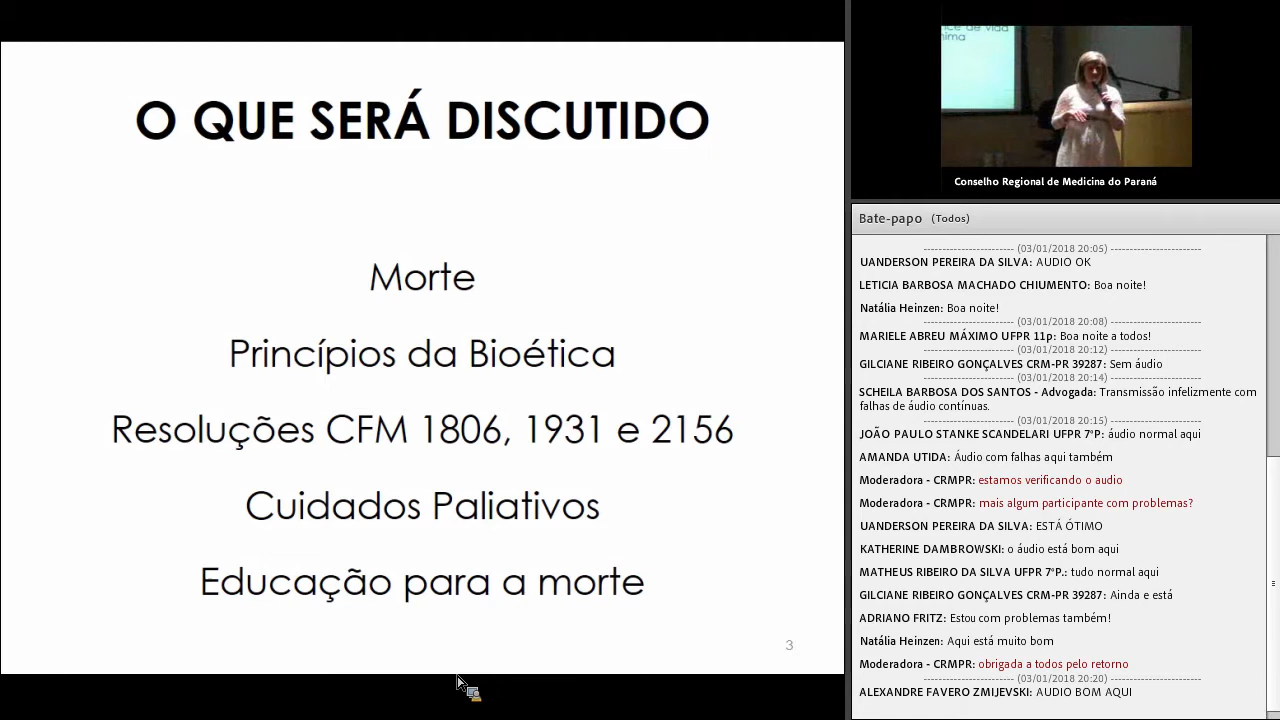 O QUE SERÁ DISCUTIDO
Morte
Princípios da Bioética
Resoluções CFM 1806, 1931 e 2156
Cuidados Paliativos
Educação para a morte
3
de vida
Conselho Regional de Medicina do Paraná
Bate-papo (Todos)
------------------------ (03/01/2018 20:05) ------------------------
UANDERSON PEREIRA DA SILVA: AUDIO OK
LETICIA BARBOSA MACHADO CHIUMENTO: Boa noite!
Natália Heinzen: Boa noite!
------------------------ (03/01/2018 20:08) ------------------------
MARIELE ABREU MÁXIMO UFPR 11p: Boa noite a todos!
------------------------ (03/01/2018 20:12) ------------------------
GILCIANE RIBEIRO GONÇALVES CRM-PR 39287: Sem áudio
------------------------ (03/01/2018 20:14) ------------------------
SCHEILA BARBOSA DOS SANTOS - Advogada: Transmissão infelizmente com
falhas de áudio contínuas.
------------------------ (03/01/2018 20:15) ------------------------
JOÃO PAULO STANKE SCANDELARI UFPR 7ºP: áudio normal aqui
AMANDA UTIDA: Áudio com falhas aqui também
Moderadora - CRMPR: estamos verificando o audio
Moderadora - CRMPR: mais algum participante com problemas?
UANDERSON PEREIRA DA SILVA: ESTÁ ÓTIMO
KATHERINE DAMBROWSKI: o áudio está bom aqui
MATHEUS RIBEIRO DA SILVA UFPR 7ºP.: tudo normal aqui
GILCIANE RIBEIRO GONÇALVES CRM-PR 39287: Ainda e está
ADRIANO FRITZ: Estou com problemas também!
Natália Heinzen: Aqui está muito bom
Moderadora - CRMPR: obrigada a todos pelo retorno
------------------------ (03/01/2018 20:20) ------------------------
ALEXANDRE FAVERO ZMIJEVSKI: AUDIO BOM AQUI